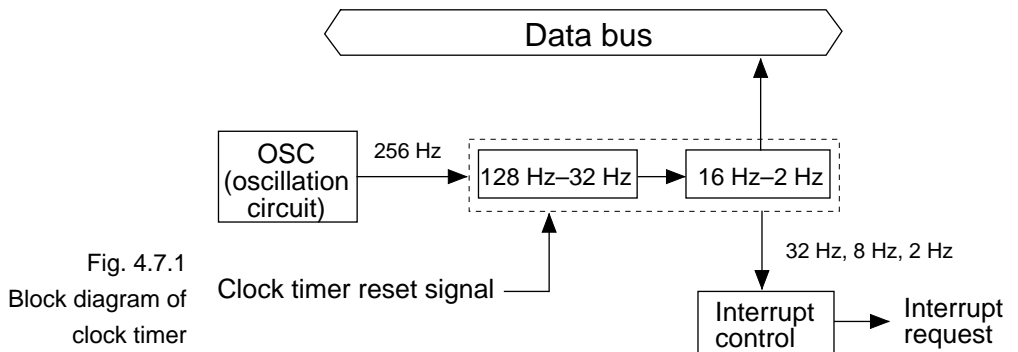 Data bus
OSC
(oscillation
circuit)
256 Hz
128 Hz–32 Hz
16 Hz–2 Hz
32 Hz, 8 Hz, 2 Hz
Clock timer reset signal
Interrupt
control
Interrupt
request
Fig. 4.7.1
Block diagram of
clock timer